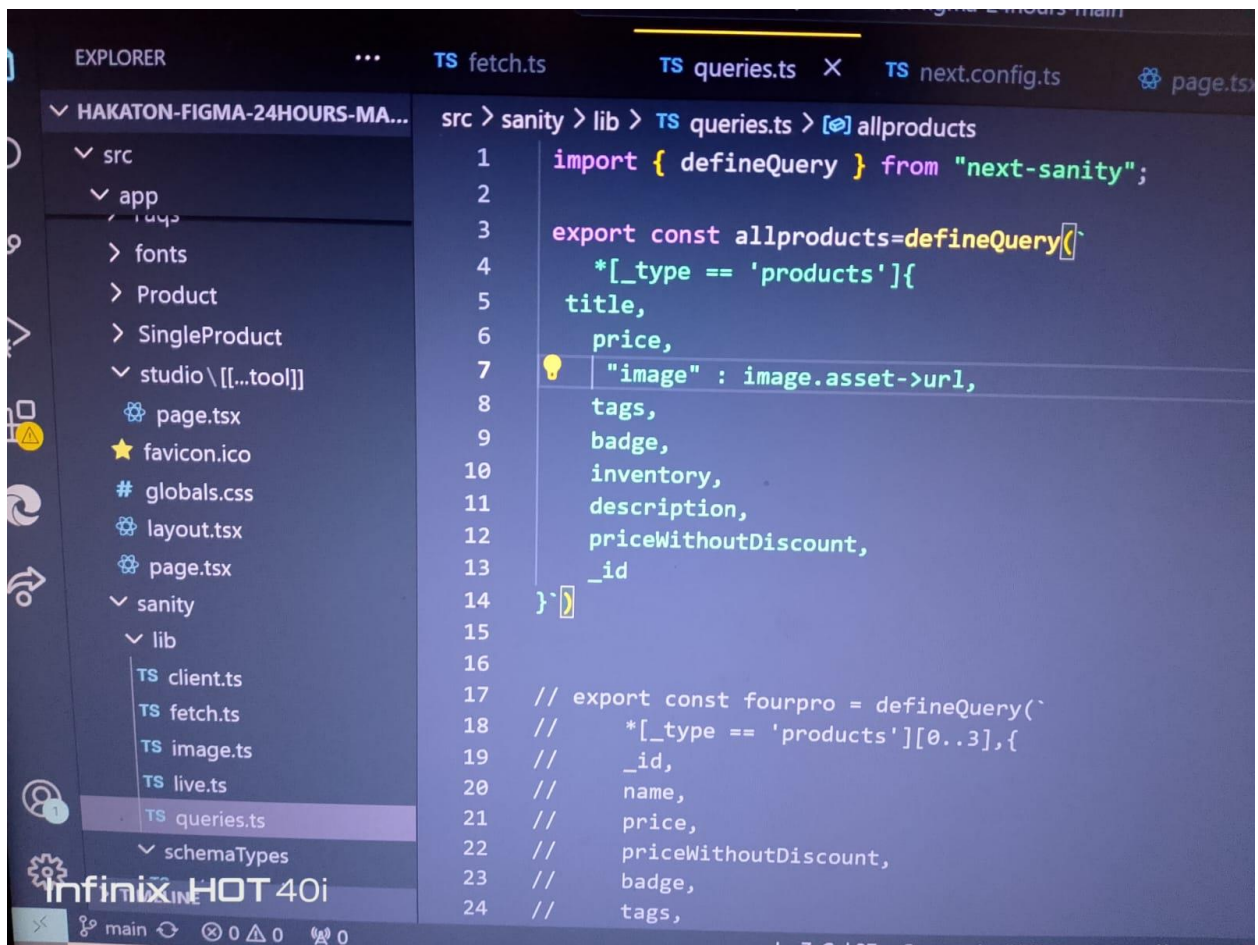 EXPLORER
···
TS fetch.ts
TS queries.ts ×
TS next.config.ts
page.tsx
HAKATON-FIGMA-24HOURS-MA...
src > sanity > lib > TS queries.ts > allproducts
src
app
fonts
Product
SingleProduct
studio\[[...tool]]
page.tsx
favicon.ico
# globals.css
layout.tsx
page.tsx
sanity
lib
TS client.ts
TS fetch.ts
TS image.ts
TS live.ts
TS queries.ts
schemaTypes
1 import { defineQuery } from "next-sanity";
2
3 export const allproducts=defineQuery(`
4 *[_type == 'products']{
5 title,
6 price,
7 "image" : image.asset->url,
8 tags,
9 badge,
10 inventory,
11 description,
12 priceWithoutDiscount,
13 _id
14 }`)
15
16
17 // export const fourpro = defineQuery(`
18 // *[_type == 'products'][0..3],{
19 // _id,
20 // name,
21 // price,
22 // priceWithoutDiscount,
23 // badge,
24 // tags,
1
Infinix HOT 40i
main 0 0 0